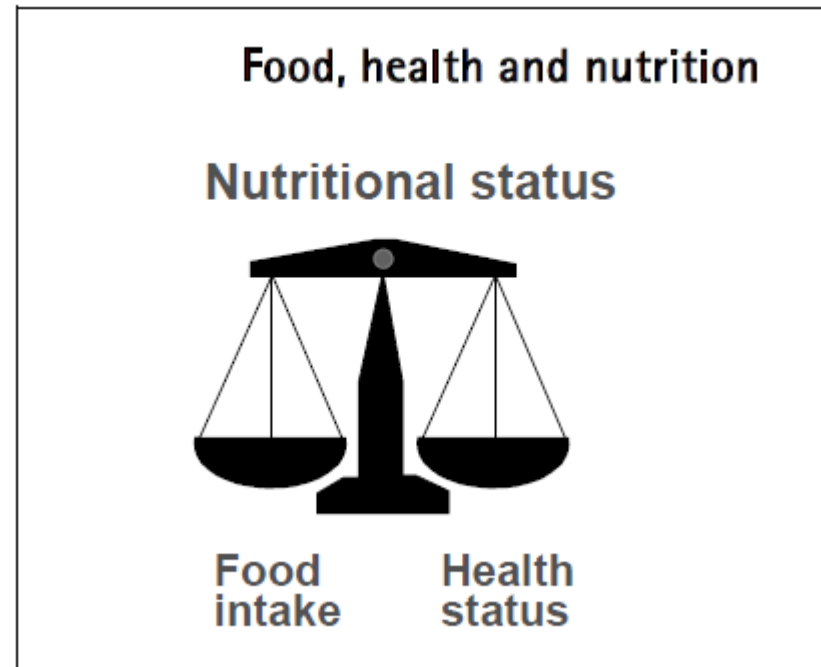 Food, health and nutrition
Nutritional status
Food
intake
Health
status